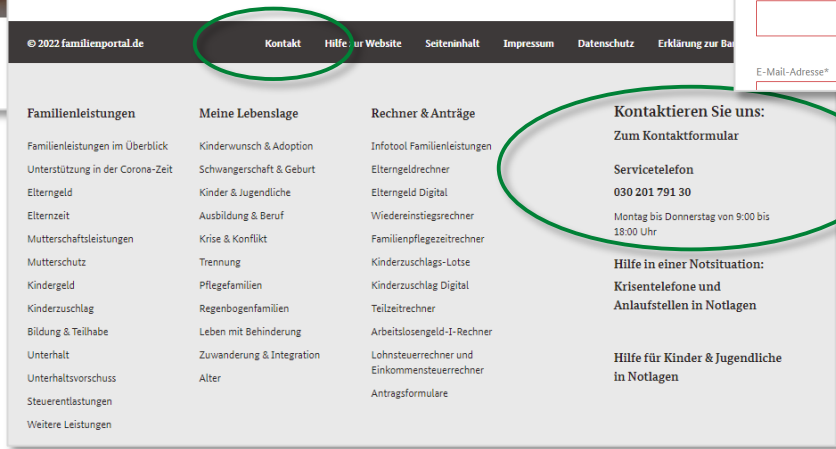 © 2022 familienportal.de Kontakt Hilfe zur Website Seiteninhalt Impressum Datenschutz Erklärung zur
E-Mail-Adresse*
Familienleistungen
Familienleistungen im Überblick
Unterstützung in der Corona-Zeit
Elterngeld
Elternzeit
Mutterschaftsleistungen
Mutterschutz
Kindergeld
Kinderzuschlag
Bildung & Teilhabe
Unterhalt
Unterhaltsvorschuss
Steuerentlastungen
Weitere Leistungen
Meine Lebenslage
Kinderwunsch & Adoption
Schwangerschaft & Geburt
Kinder & Jugendliche
Ausbildung & Beruf
Krise & Konflikt
Trennung
Pflegefamilien
Regenbogenfamilien
Leben mit Behinderung
Zuwanderung & Integration
Alter
Rechner & Anträge
Infotool Familienleistungen
Elterngeldrechner
Elterngeld Digital
Wiedereinstiegsrechner
Familienpflegezeitrechner
Kinderzuschlags-Lotse
Kinderzuschlag Digital
Teilzeitrechner
Arbeitslosengeld-I-Rechner
Lohnsteuerrechner und
Einkommensteuerrechner
Antragsformulare
Kontaktieren Sie uns:
Zum Kontaktformular
Servicetelefon
030 201 791 30
Montag bis Donnerstag von 9:00 bis
18:00 Uhr
Hilfe in einer Notsituation:
Krisentelefone und
Anlaufstellen in Notlagen
Hilfe für Kinder & Jugendliche
in Notlagen